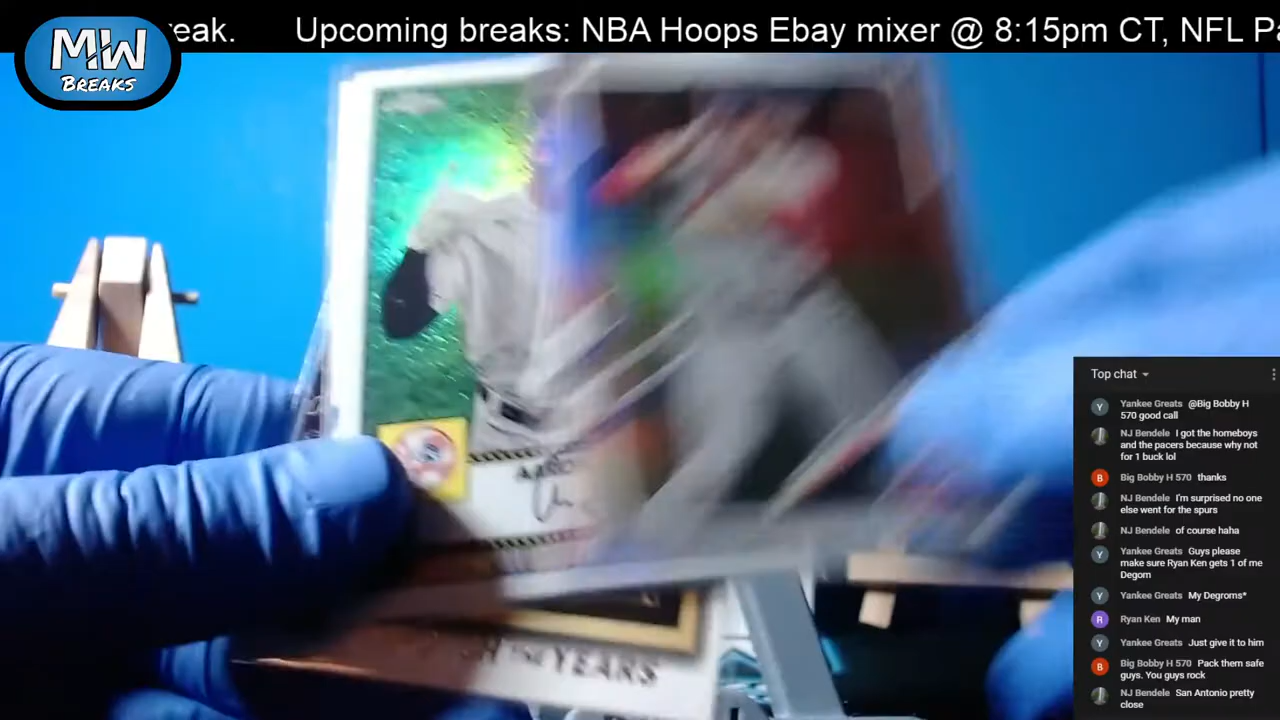 eak. Upcoming breaks: NBA Hoops Ebay mixer @ 8:15pm CT, NFL Pa
MW
BREAKS
Top chat
Yankee Greats @Big Bobby H
570 good call
NJ Bendele I got the homeboys
and the pacers because why not
for 1 buck lol
Big Bobby H 570 thanks
NJ Bendele I'm surprised no one
else went for the spurs
NJ Bendele of course haha
Yankee Greats Guys please
make sure Ryan Ken gets 1 of me
Degom
Yankee Greats My Degroms*
Ryan Ken My man
Yankee Greats Just give it to him
Big Bobby H 570 Pack them safe
guys. You guys rock
NJ Bendele San Antonio pretty
close
YEARS